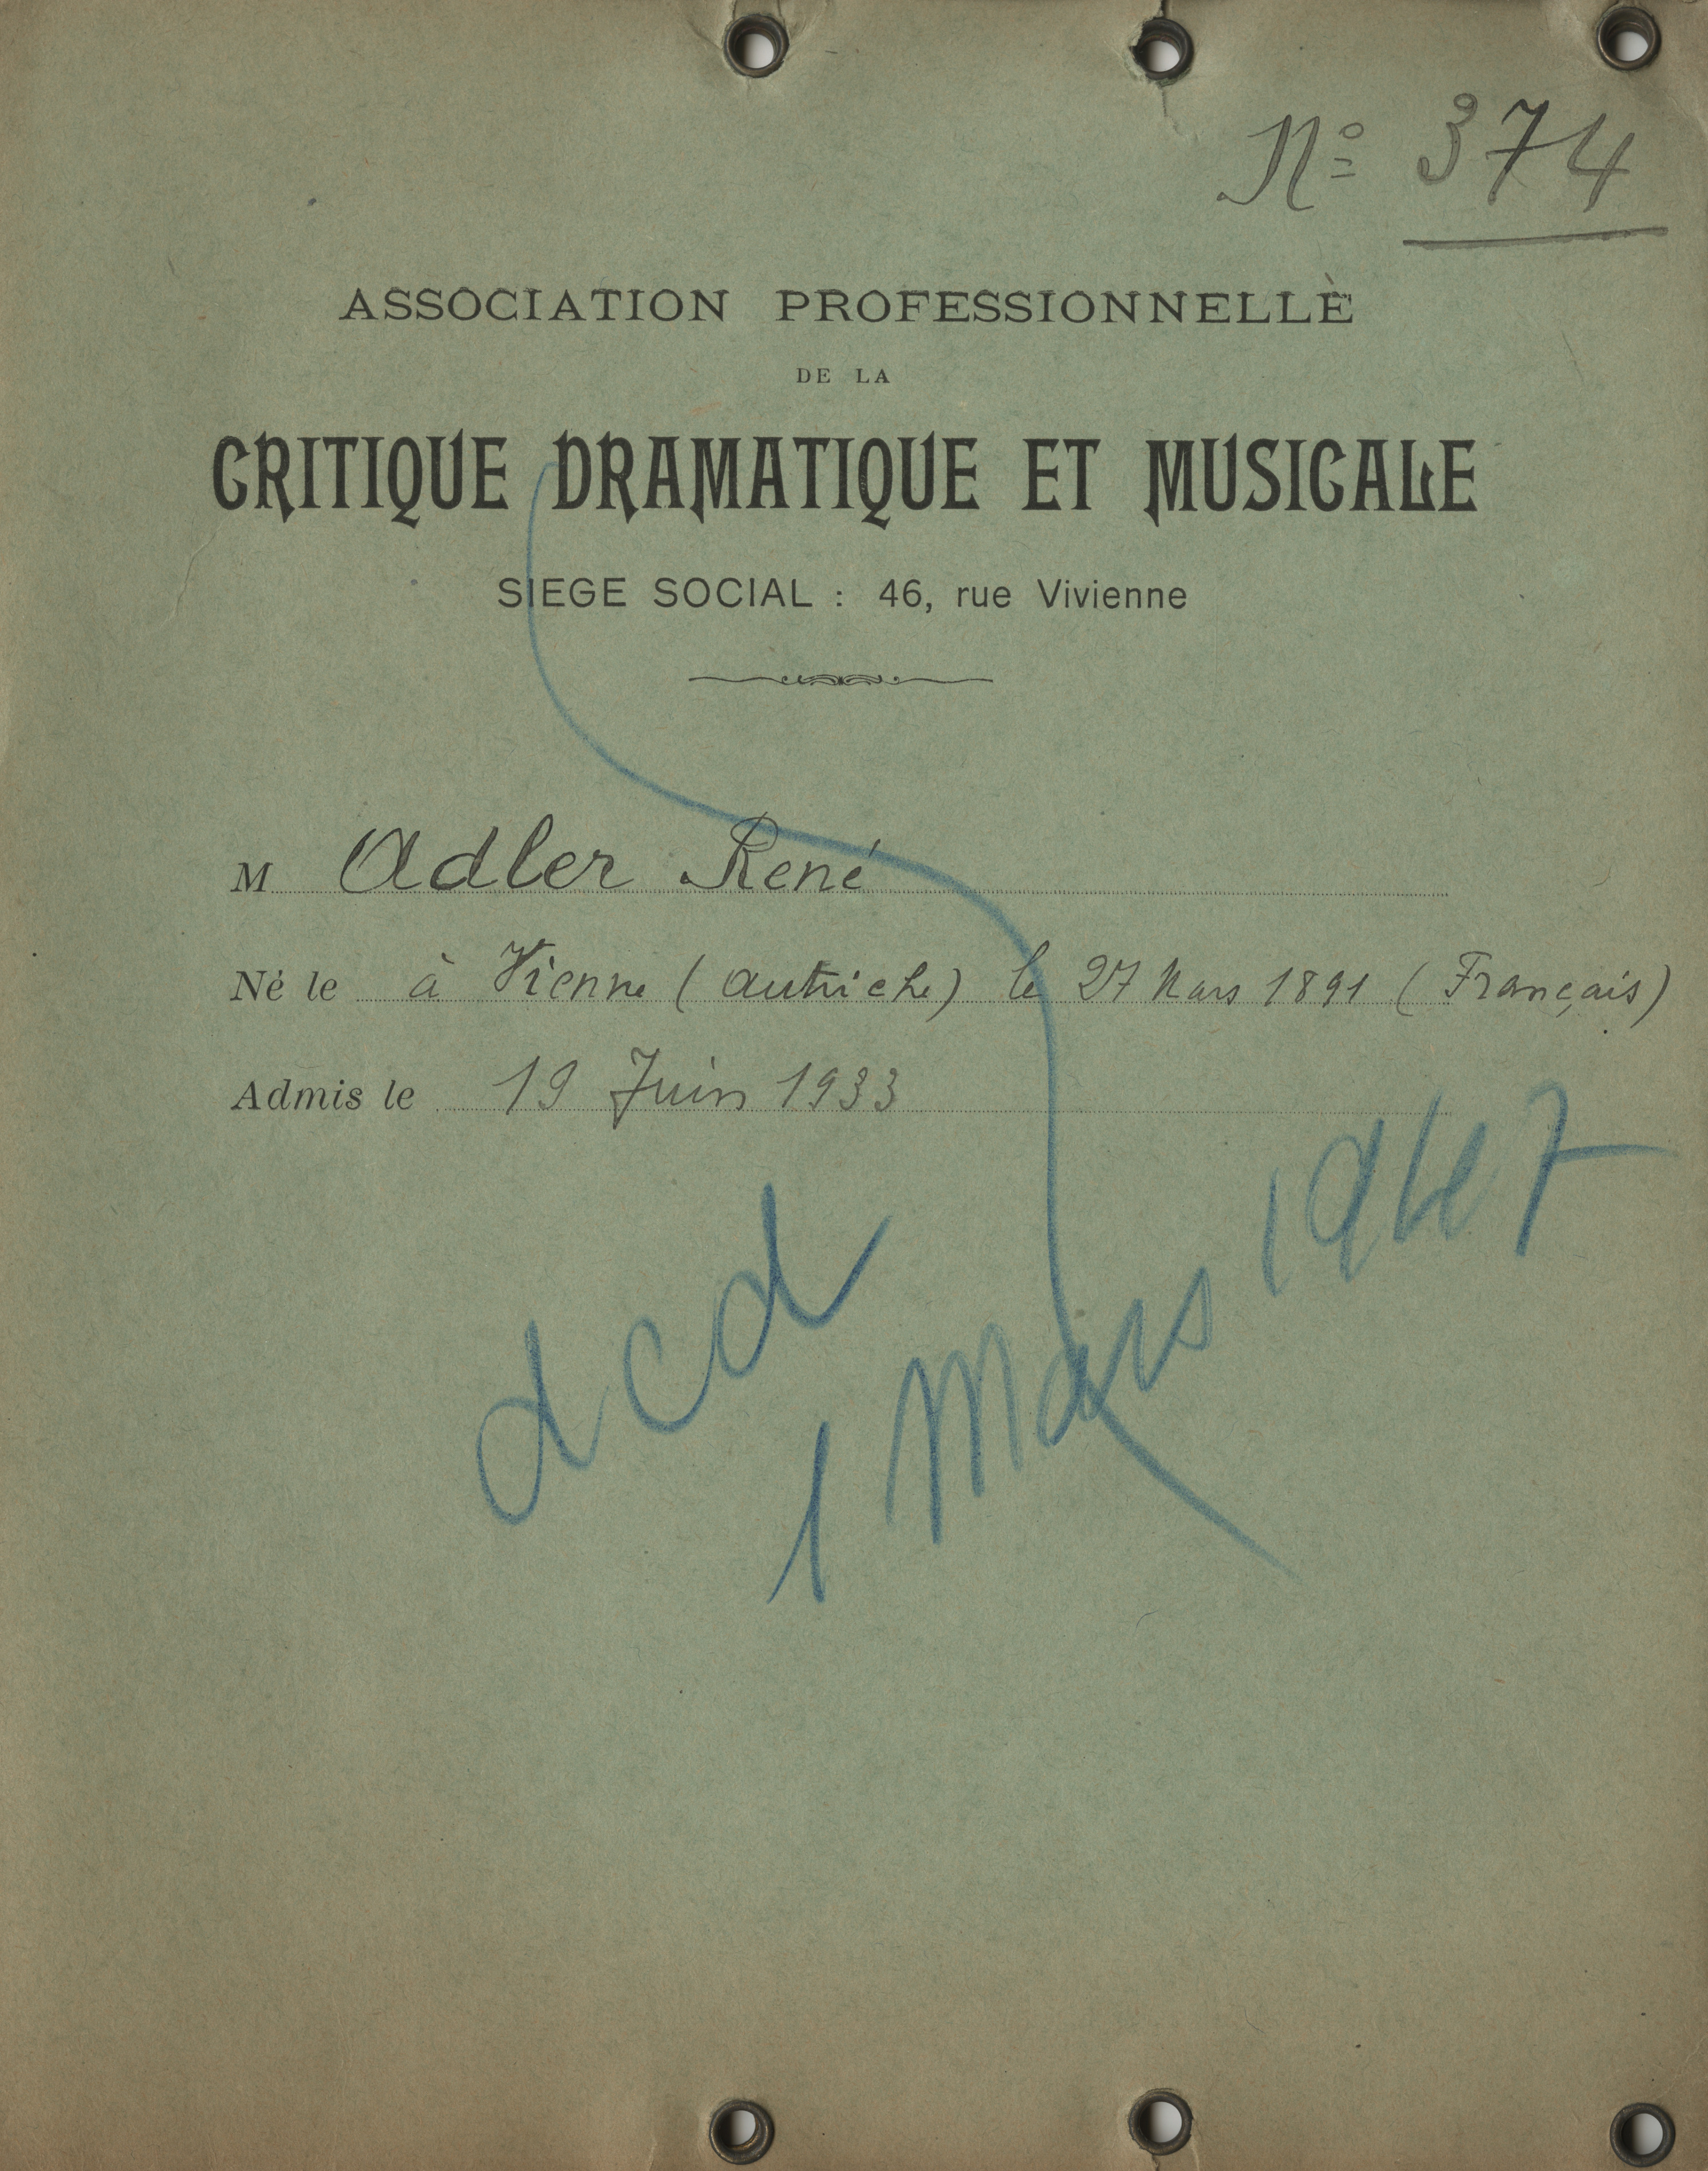 Nº 374
ASSOCIATION PROFESSIONNELLE
DE LA
CRITIQUE DRAMATIQUE ET MUSICALE
SIEGE SOCIAL : 46, rue Vivienne
M Adler René
Né le à Vienne (Autriche) le 27 Mars 1891 (Français)
Admis le 19 Juin 1933
dcd
1 Mars 1947